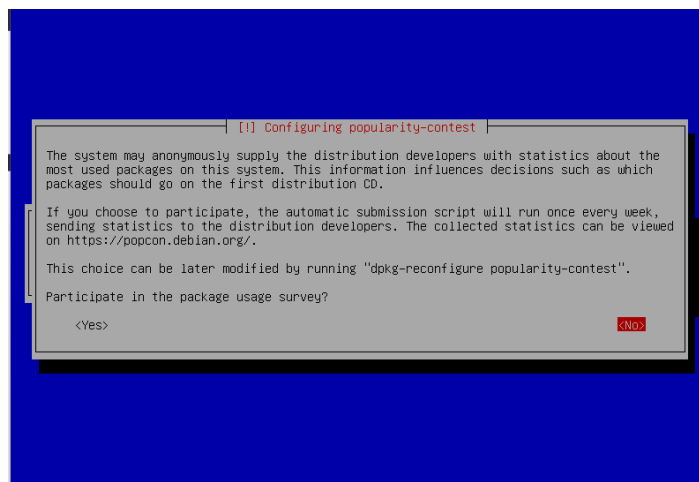 [!] Configuring popularity-contest
The system may anonymously supply the distribution developers with statistics about the
most used packages on this system. This information influences decisions such as which
packages should go on the first distribution CD.
If you choose to participate, the automatic submission script will run once every week,
sending statistics to the distribution developers. The collected statistics can be viewed
on https://popcon.debian.org/.
This choice can be later modified by running "dpkg-reconfigure popularity-contest".
Participate in the package usage survey?
<Yes> <No>